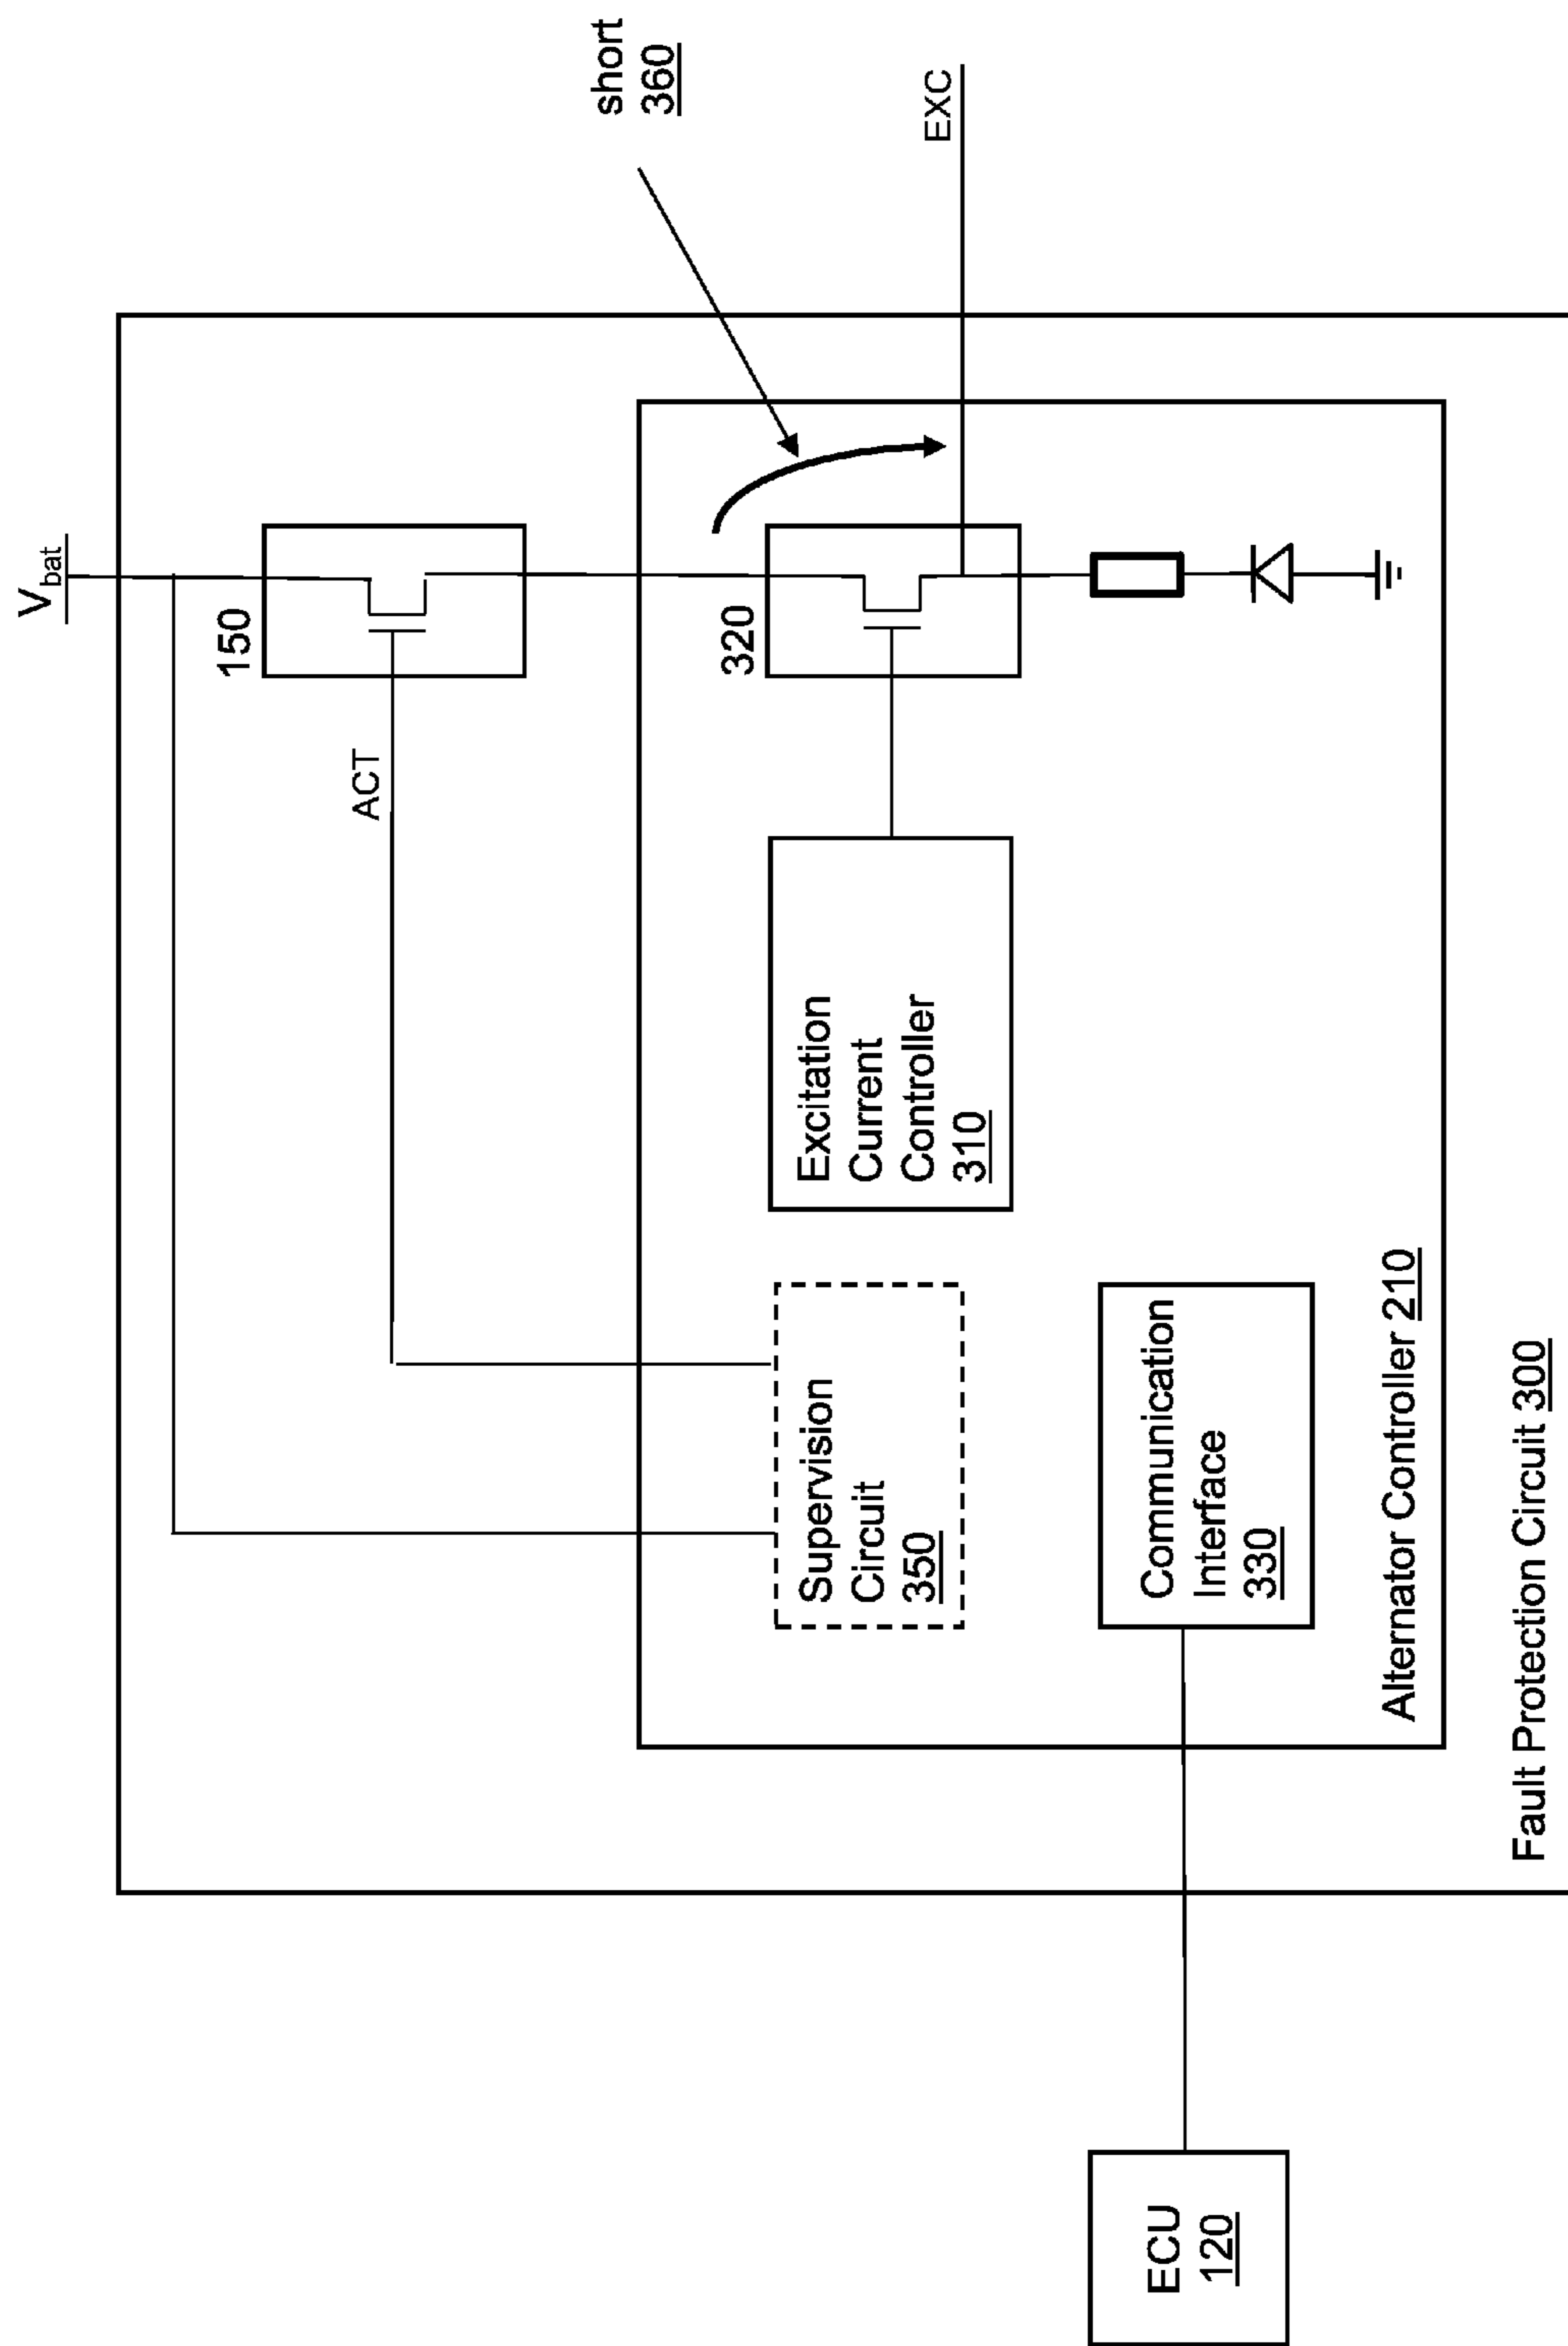 V_bat
150
ACT
short
360
320
EXC
Supervision
Circuit
350
Excitation
Current
Controller
310
ECU
120
Communication
Interface
330
Alternator Controller 210
Fault Protection Circuit 300